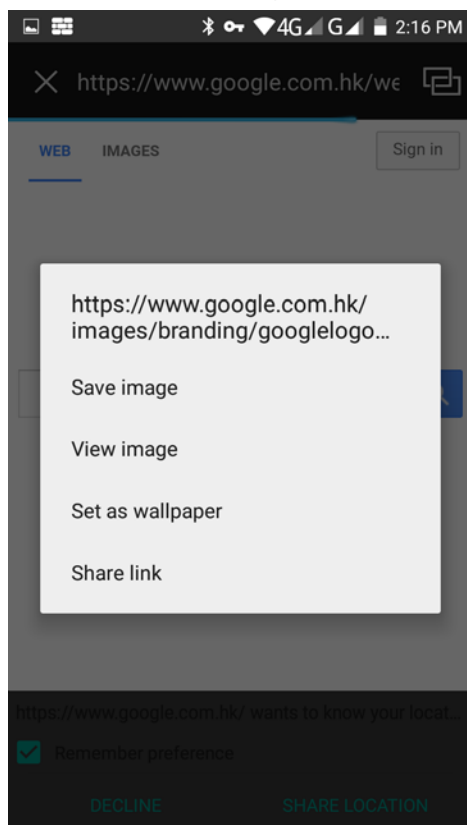 4G G 2:16 PM
https://www.google.com.hk/we
WEB IMAGES Sign in
https://www.google.com.hk/
images/branding/googlelogo...
Save image
View image
Set as wallpaper
Share link
https://www.google.com.hk/ wants to know your locat...
Remember preference
DECLINE SHARE LOCATION